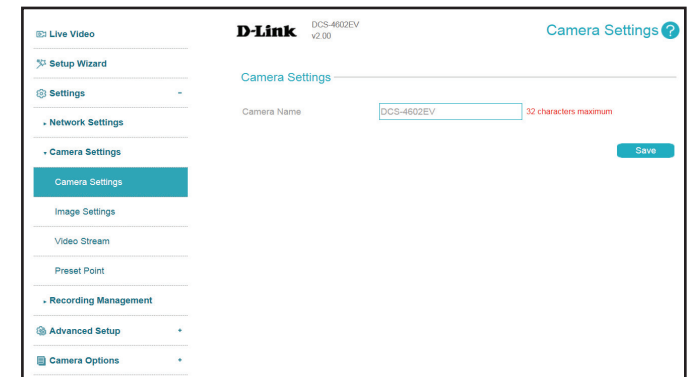 Live Video
Setup Wizard
Settings -
Network Settings
Camera Settings
Camera Settings
Image Settings
Video Stream
Preset Point
Recording Management
Advanced Setup +
Camera Options +
D-Link DCS-4602EV
v2.00
Camera Settings ?
Camera Settings
Camera Name DCS-4602EV 32 characters maximum
Save